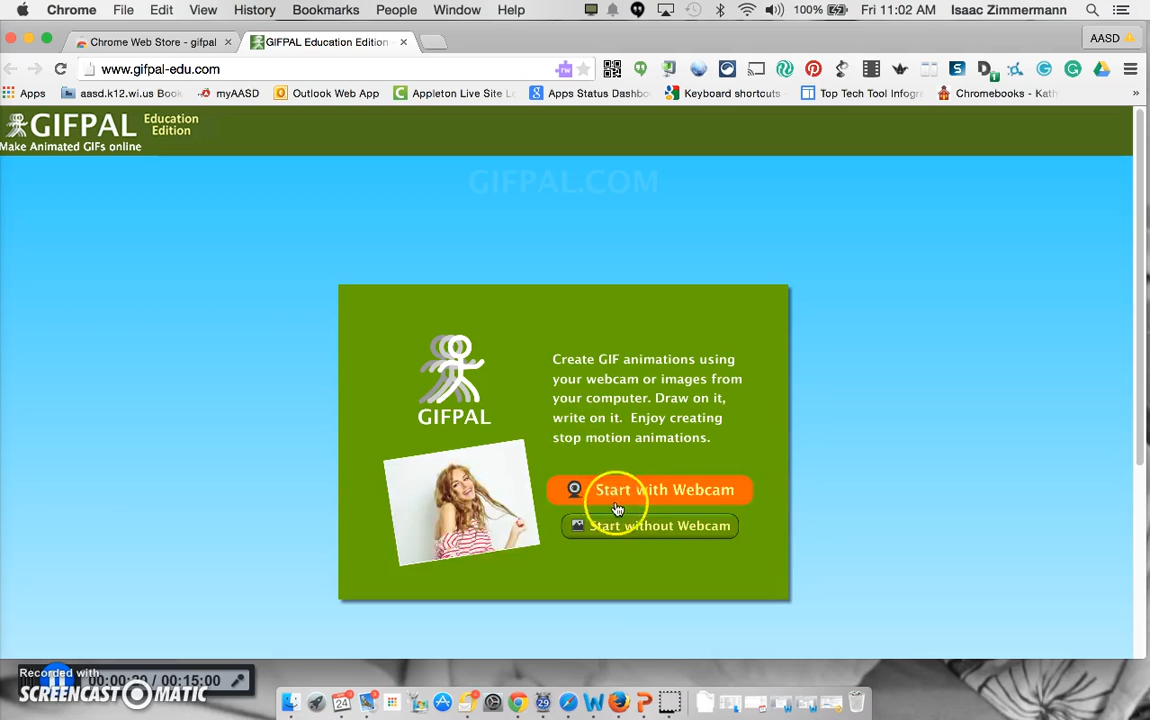 Chrome File Edit View History Bookmarks People Window Help 100% Fri 11:02 AM Isaac Zimmermann
Chrome Web Store - gifpal GIFPAL Education Edition AASD
www.gifpal-edu.com
Apps aasd.k12.wi.us Book myAASD Outlook Web App Appleton Live Site L Apps Status Dashbo Keyboard shortcuts Top Tech Tool Infogr Chromebooks - Kath »
GIFPAL Education
Edition
Make Animated GIFs online
GIFPAL.COM
Create GIF animations using
your webcam or images from
your computer. Draw on it,
write on it. Enjoy creating
stop motion animations.
GIFPAL
Start with Webcam
Start without Webcam
Recorded with
/ 00:15:00
SCREENCAST MATIC